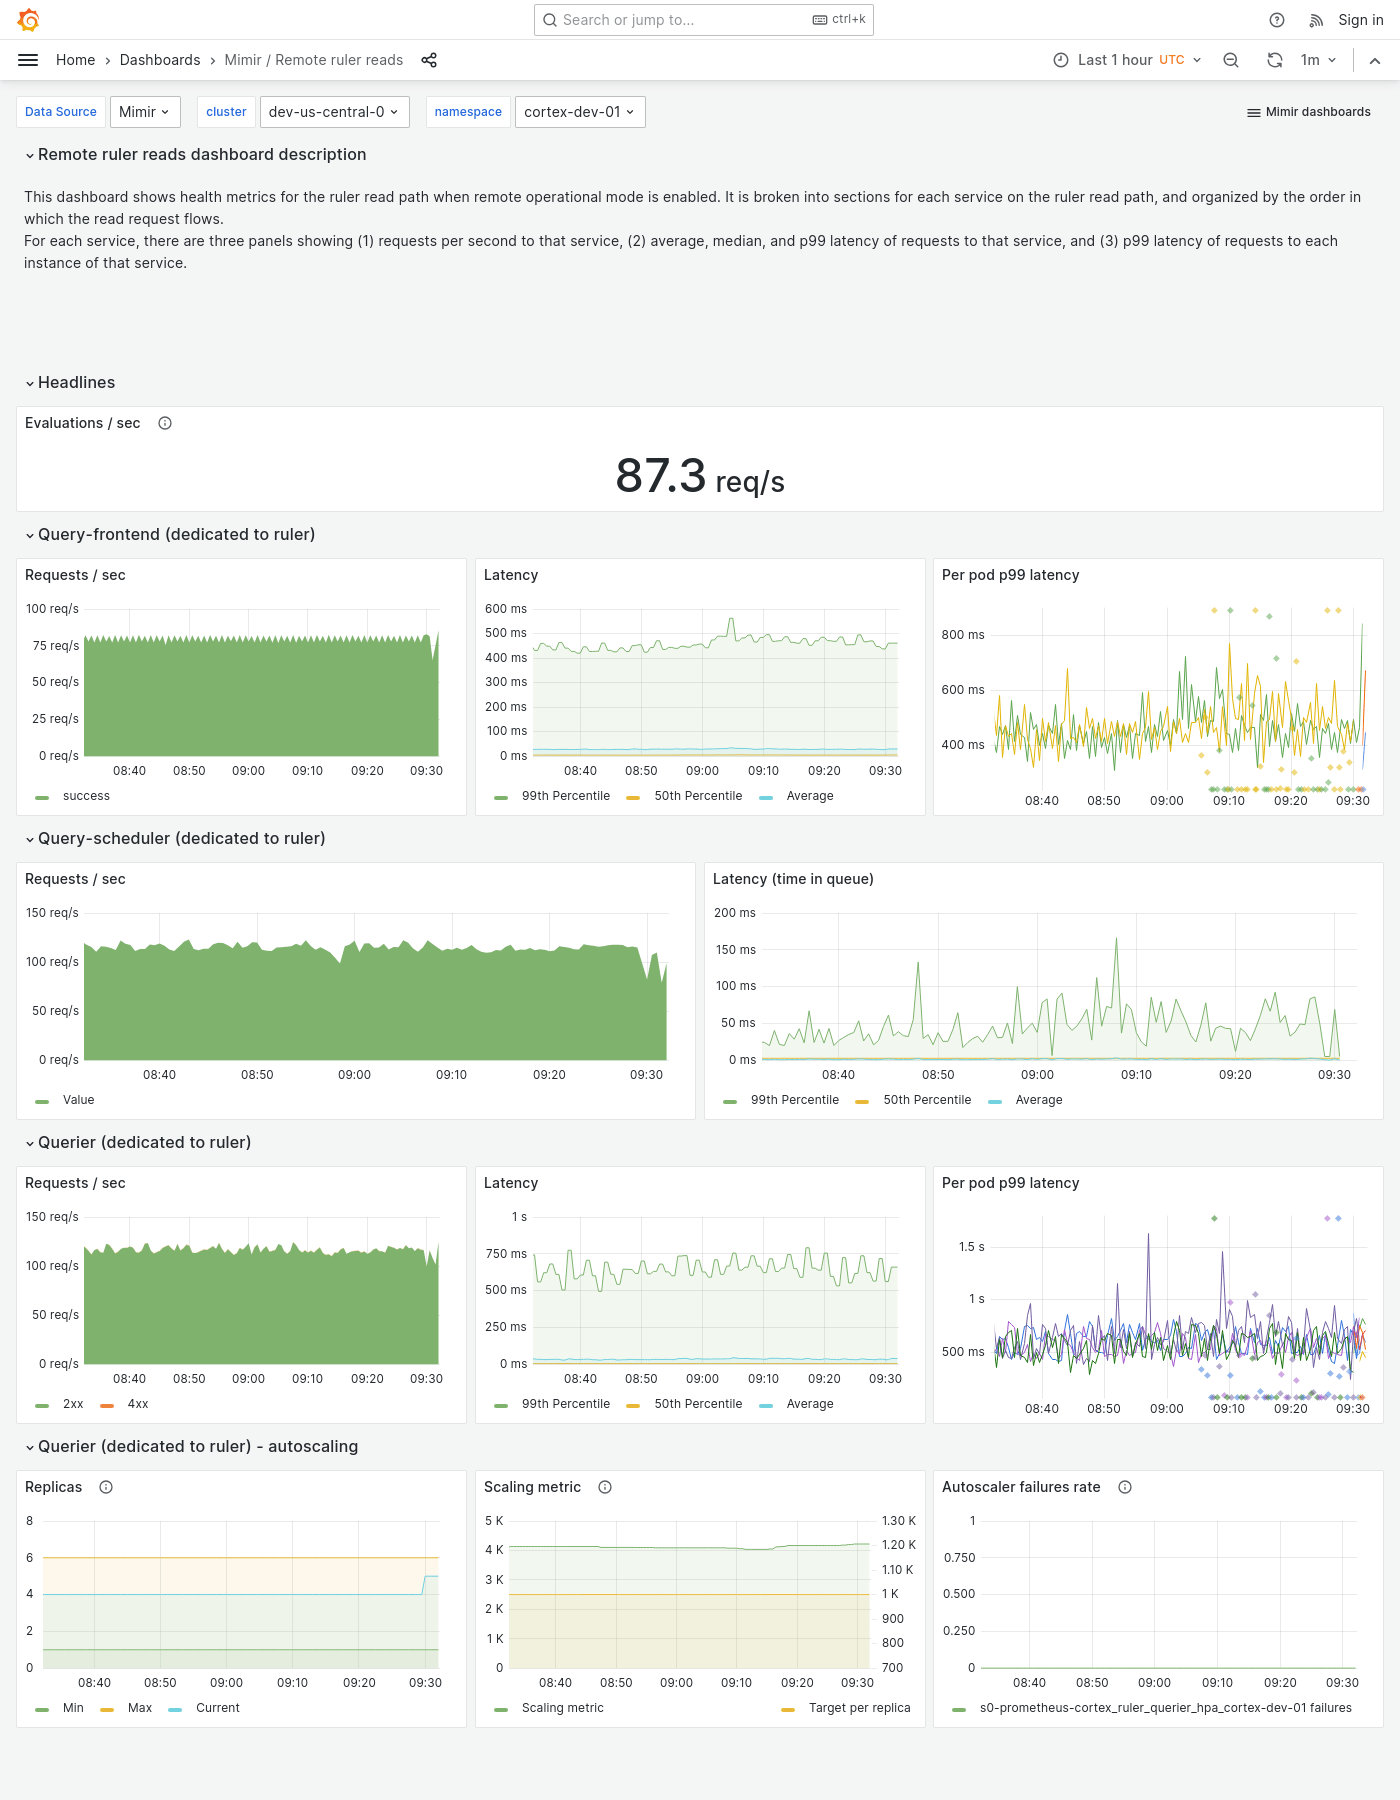 Search or jump to...
ctrl+k
Sign in
Home › Dashboards › Mimir / Remote ruler reads
Last 1 hour UTC
1m
Data Source Mimir cluster dev-us-central-0 namespace cortex-dev-01
Mimir dashboards
Remote ruler reads dashboard description
This dashboard shows health metrics for the ruler read path when remote operational mode is enabled. It is broken into sections for each service on the ruler read path, and organized by the order in
which the read request flows.
For each service, there are three panels showing (1) requests per second to that service, (2) average, median, and p99 latency of requests to that service, and (3) p99 latency of requests to each
instance of that service.
Headlines
Evaluations / sec
87.3 req/s
Query-frontend (dedicated to ruler)
Requests / sec
100 req/s
75 req/s
50 req/s
25 req/s
0 req/s
08:40 08:50 09:00 09:10 09:20 09:30
success
Latency
600 ms
500 ms
400 ms
300 ms
200 ms
100 ms
0 ms
08:40 08:50 09:00 09:10 09:20 09:30
99th Percentile 50th Percentile Average
Per pod p99 latency
800 ms
600 ms
400 ms
08:40 08:50 09:00 09:10 09:20 09:30
Query-scheduler (dedicated to ruler)
Requests / sec
150 req/s
100 req/s
50 req/s
0 req/s
08:40 08:50 09:00 09:10 09:20 09:30
Value
Latency (time in queue)
200 ms
150 ms
100 ms
50 ms
0 ms
08:40 08:50 09:00 09:10 09:20 09:30
99th Percentile 50th Percentile Average
Querier (dedicated to ruler)
Requests / sec
150 req/s
100 req/s
50 req/s
0 req/s
08:40 08:50 09:00 09:10 09:20 09:30
2xx 4xx
Latency
1 s
750 ms
500 ms
250 ms
0 ms
08:40 08:50 09:00 09:10 09:20 09:30
99th Percentile 50th Percentile Average
Per pod p99 latency
1.5 s
1 s
500 ms
08:40 08:50 09:00 09:10 09:20 09:30
Querier (dedicated to ruler) - autoscaling
Replicas
8
6
4
2
0
08:40 08:50 09:00 09:10 09:20 09:30
Min Max Current
Scaling metric
5 K
4 K
3 K
2 K
1 K
0
1.30 K
1.20 K
1.10 K
1 K
900
800
700
08:40 08:50 09:00 09:10 09:20 09:30
Scaling metric Target per replica
Autoscaler failures rate
1
0.750
0.500
0.250
0
08:40 08:50 09:00 09:10 09:20 09:30
s0-prometheus-cortex_ruler_querier_hpa_cortex-dev-01 failures